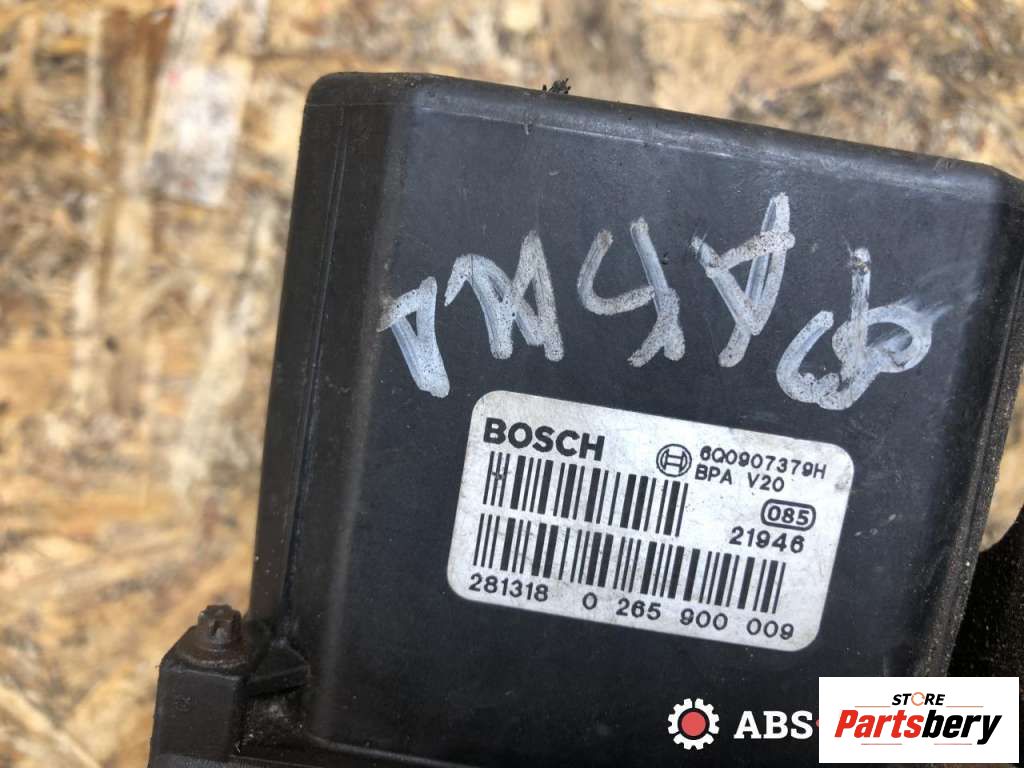 BOSCH
6Q0907379H
BPA V20
085
21946
281318 0 265 900 009
ABS-
STORE
Partsbery